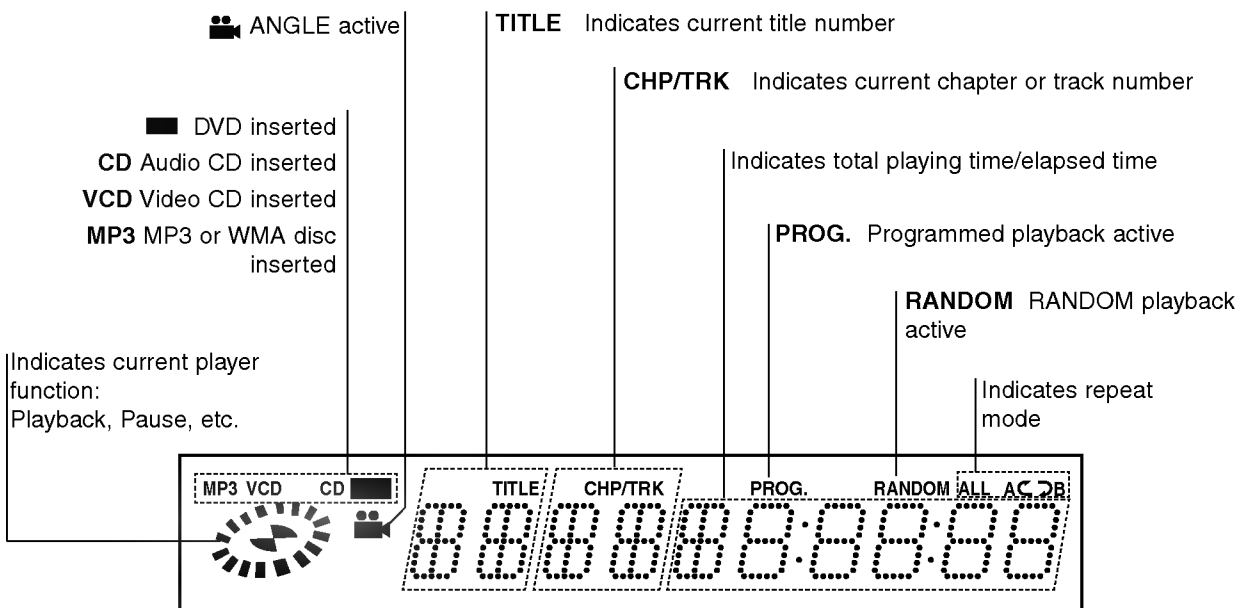 ANGLE active
TITLE Indicates current title number
CHP/TRK Indicates current chapter or track number
DVD inserted
CD Audio CD inserted
VCD Video CD inserted
MP3 MP3 or WMA disc
inserted
Indicates total playing time/elapsed time
PROG. Programmed playback active
RANDOM RANDOM playback
active
Indicates current player
function:
Playback, Pause, etc.
Indicates repeat
mode
MP3 VCD CD TITLE CHP/TRK PROG. RANDOM ALL A B